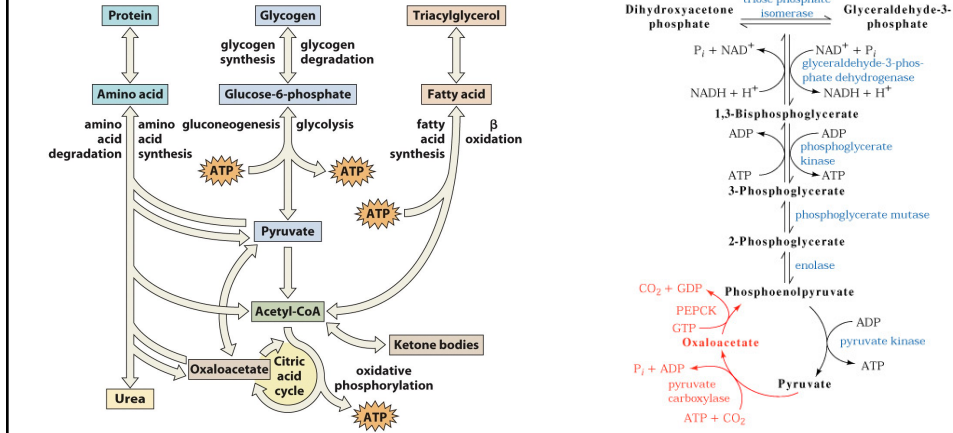 Protein
Glycogen
Triacylglycerol
glycogen
synthesis
glycogen
degradation
Amino acid
Glucose-6-phosphate
Fatty acid
amino
acid
degradation
amino
acid
synthesis
gluconeogenesis
glycolysis
fatty
acid
synthesis
β
oxidation
ATP
ATP
ATP
Pyruvate
Acetyl-CoA
Ketone bodies
Oxaloacetate
Citric
acid
cycle
oxidative
phosphorylation
Urea
ATP
triose phosphate
isomerase
Dihydroxyacetone
phosphate
Glyceraldehyde-3-
phosphate
Pi + NAD+
NAD+ + Pi
glyceraldehyde-3-phos-
phate dehydrogenase
NADH + H+
NADH + H+
1,3-Bisphosphoglycerate
ADP
ADP
phosphoglycerate
kinase
ATP
ATP
3-Phosphoglycerate
phosphoglycerate mutase
2-Phosphoglycerate
enolase
Phosphoenolpyruvate
CO2 + GDP
PEPCK
GTP
Oxaloacetate
ADP
pyruvate kinase
ATP
Pi + ADP
pyruvate
carboxylase
Pyruvate
ATP + CO2